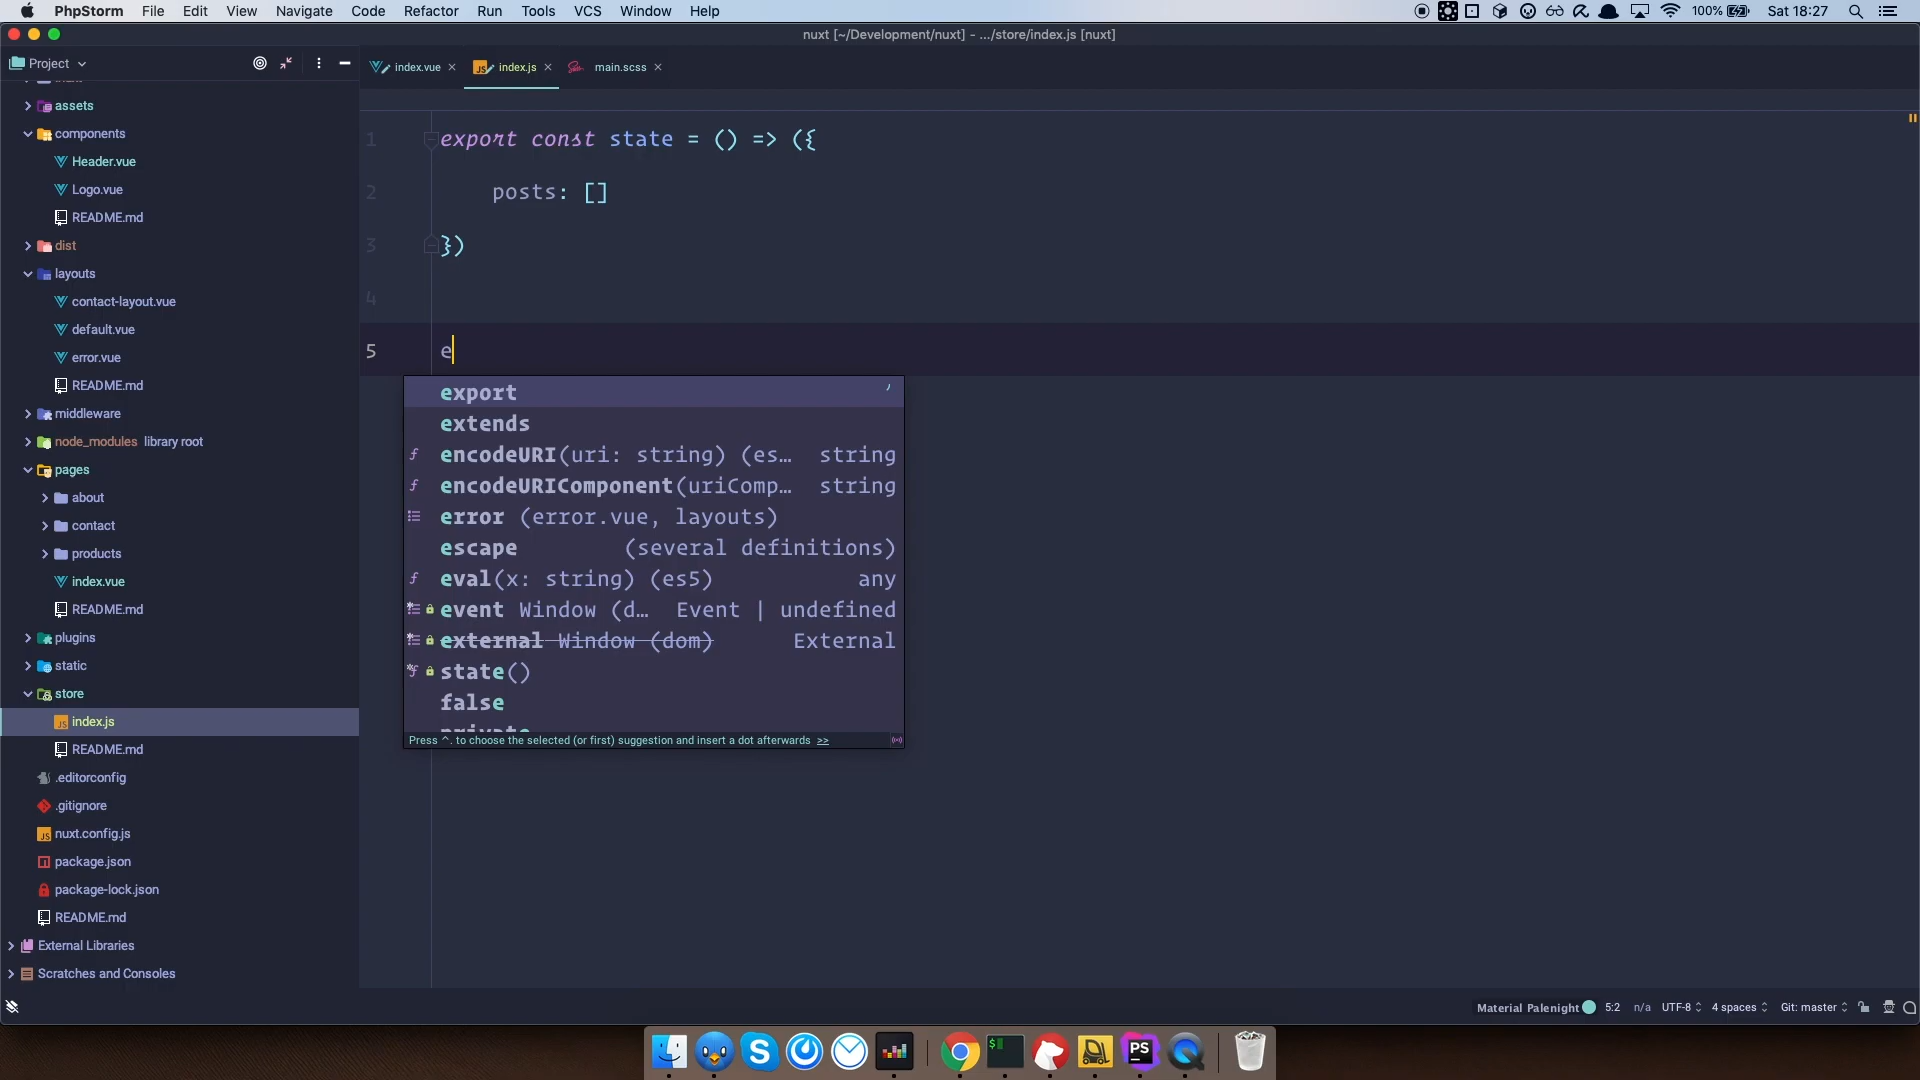 PhpStorm File Edit View Navigate Code Refactor Run Tools VCS Window Help 100% Sat 18:27
nuxt [~/Development/nuxt] - .../store/index.js [nuxt]
Project
index.vue index.js main.scss
assets
components
Header.vue
Logo.vue
README.md
dist
layouts
contact-layout.vue
default.vue
error.vue
README.md
middleware
node_modules library root
pages
about
contact
products
index.vue
README.md
plugins
static
store
index.js
README.md
.editorconfig
.gitignore
nuxt.config.js
package.json
package-lock.json
README.md
External Libraries
Scratches and Consoles
1 export const state = () => ({
2 posts: []
3 })
4
5 e
export
extends
encodeURI(uri: string) (es… string
encodeURIComponent(uriComp… string
error (error.vue, layouts)
escape (several definitions)
eval(x: string) (es5) any
event Window (d… Event | undefined
external Window (dom) External
state()
false
private
Press ^. to choose the selected (or first) suggestion and insert a dot afterwards >>
Material Palenight 5:2 n/a UTF-8 4 spaces Git: master
$
PS